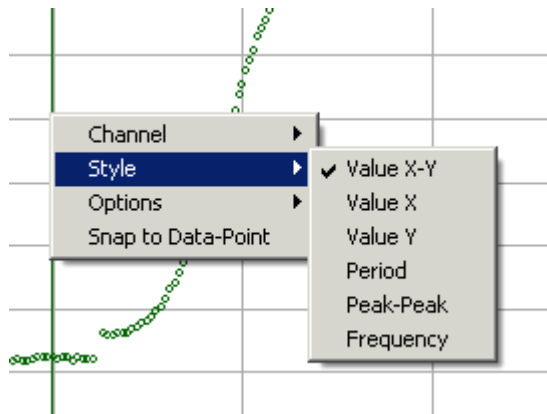 Channel
Style
Options
Snap to Data-Point
Value X-Y
Value X
Value Y
Period
Peak-Peak
Frequency